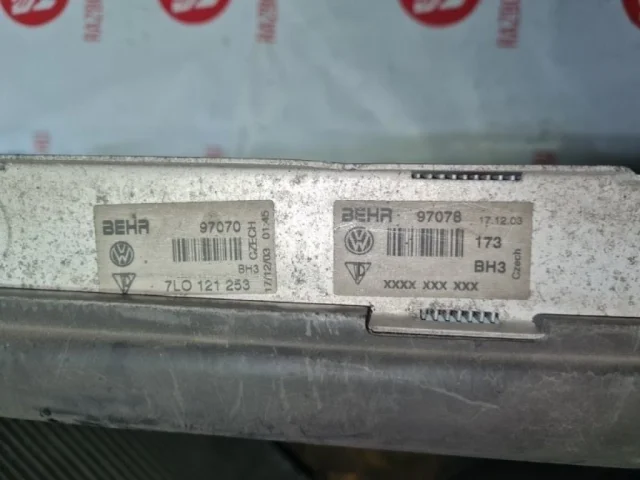 BEHR 97070
CZECH
17/12/03 01:45
BH3
7L0 121 253
BEHR 97078 17.12.03
173
BH3
Czech
XXXX XXX XXX